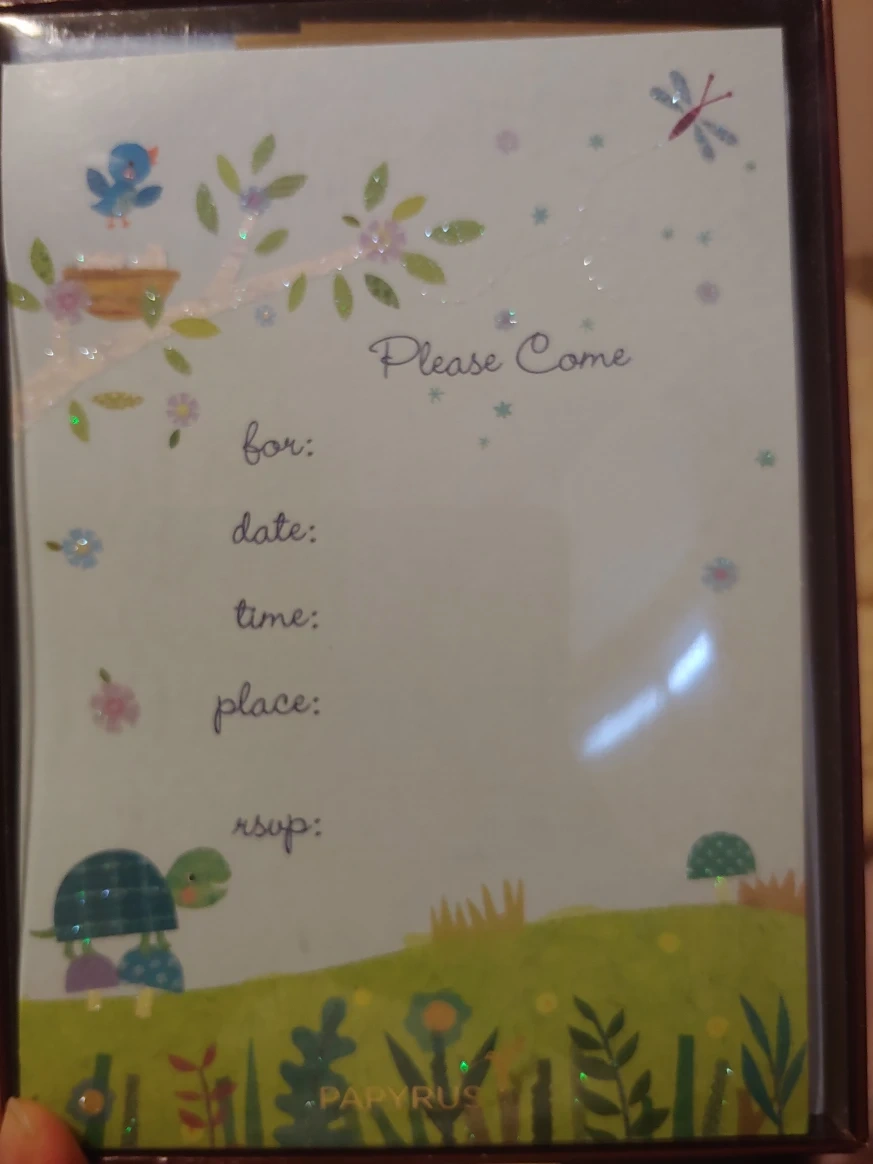 Please Come
for:
date:
time:
place:
rsvp:
PAPYRUS